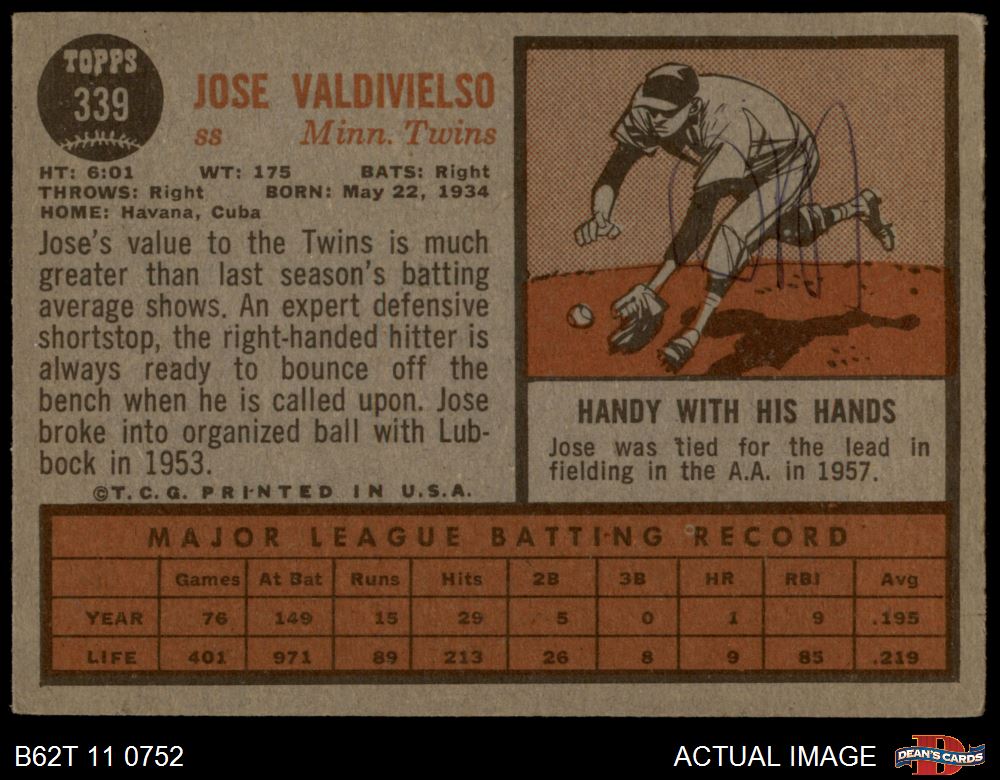 TOPPS
339
JOSE VALDIVIELSO
SS Minn. Twins
HT: 6:01 WT: 175 BATS: Right
THROWS: Right BORN: May 22, 1934
HOME: Havana, Cuba
Jose's value to the Twins is much
greater than last season's batting
average shows. An expert defensive
shortstop, the right-handed hitter is
always ready to bounce off the
bench when he is called upon. Jose
broke into organized ball with Lub-
bock in 1953.
©T. C. G. PRINTED IN U.S.A.
HANDY WITH HIS HANDS
Jose was tied for the lead in
fielding in the A.A. in 1957.
MAJOR LEAGUE BATTING RECORD
Games At Bat Runs Hits 2B 3B HR RBI Avg
YEAR 76 149 15 29 5 0 1 9 .195
LIFE 401 971 89 213 26 8 9 85 .219
B62T 11 0752
ACTUAL IMAGE
DEAN'S CARDS